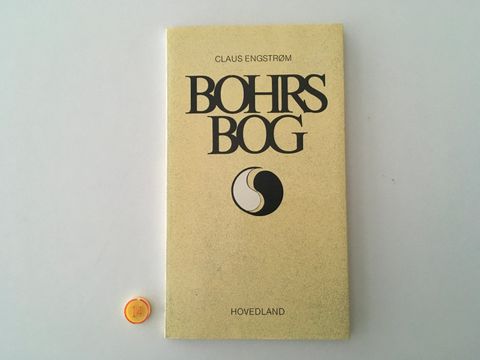 CLAUS ENGSTRØM
BOHRS
BOG
HOVEDLAND